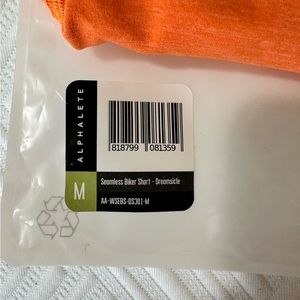 ALPHALETE
818799 081359
M
Seamless Biker Short - Dreamsicle
AA-WSEBS-DS301-M